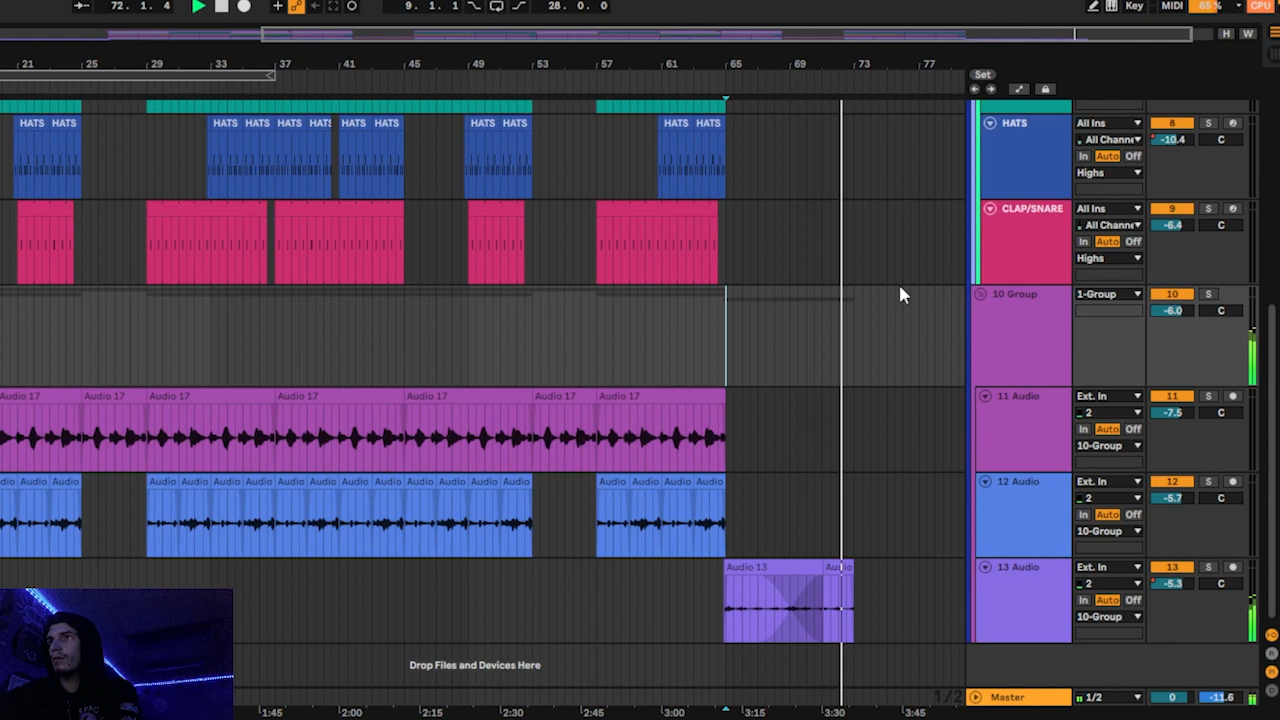 72. 1. 4 9. 1. 1 28. 0. 0 Key MIDI 65 % CPU
H W
21 25 29 33 37 41 45 49 53 57 61 65 69 73 77
Set
HATS HATS HATS HATS HATS HATS HATS HATS HATS HATS HATS HATS
HATS All Ins 8 S
All Channe -10.4 C
In Auto Off
Highs
CLAP/SNARE All Ins 9 S
All Channe -6.4 C
In Auto Off
Highs
10 Group 1-Group 10 S
-6.0 C
Audio 17 Audio 17 Audio 17 Audio 17 Audio 17 Audio 17 Audio 17
11 Audio Ext. In 11 S
2 -7.5 C
In Auto Off
10-Group
dio Audio Audio Audio Audio Audio Audio Audio Audio Audio Audio Audio Audio Audio Audio Audio Audio Audio Audio
12 Audio Ext. In 12 S
2 -5.7 C
In Auto Off
10-Group
Audio 13 Audio
13 Audio Ext. In 13 S
2 -5.3 C
In Auto Off
10-Group
Drop Files and Devices Here
1/2 Master 1/2 0 -11.6
1:45 2:00 2:15 2:30 2:45 3:00 3:15 3:30 3:45